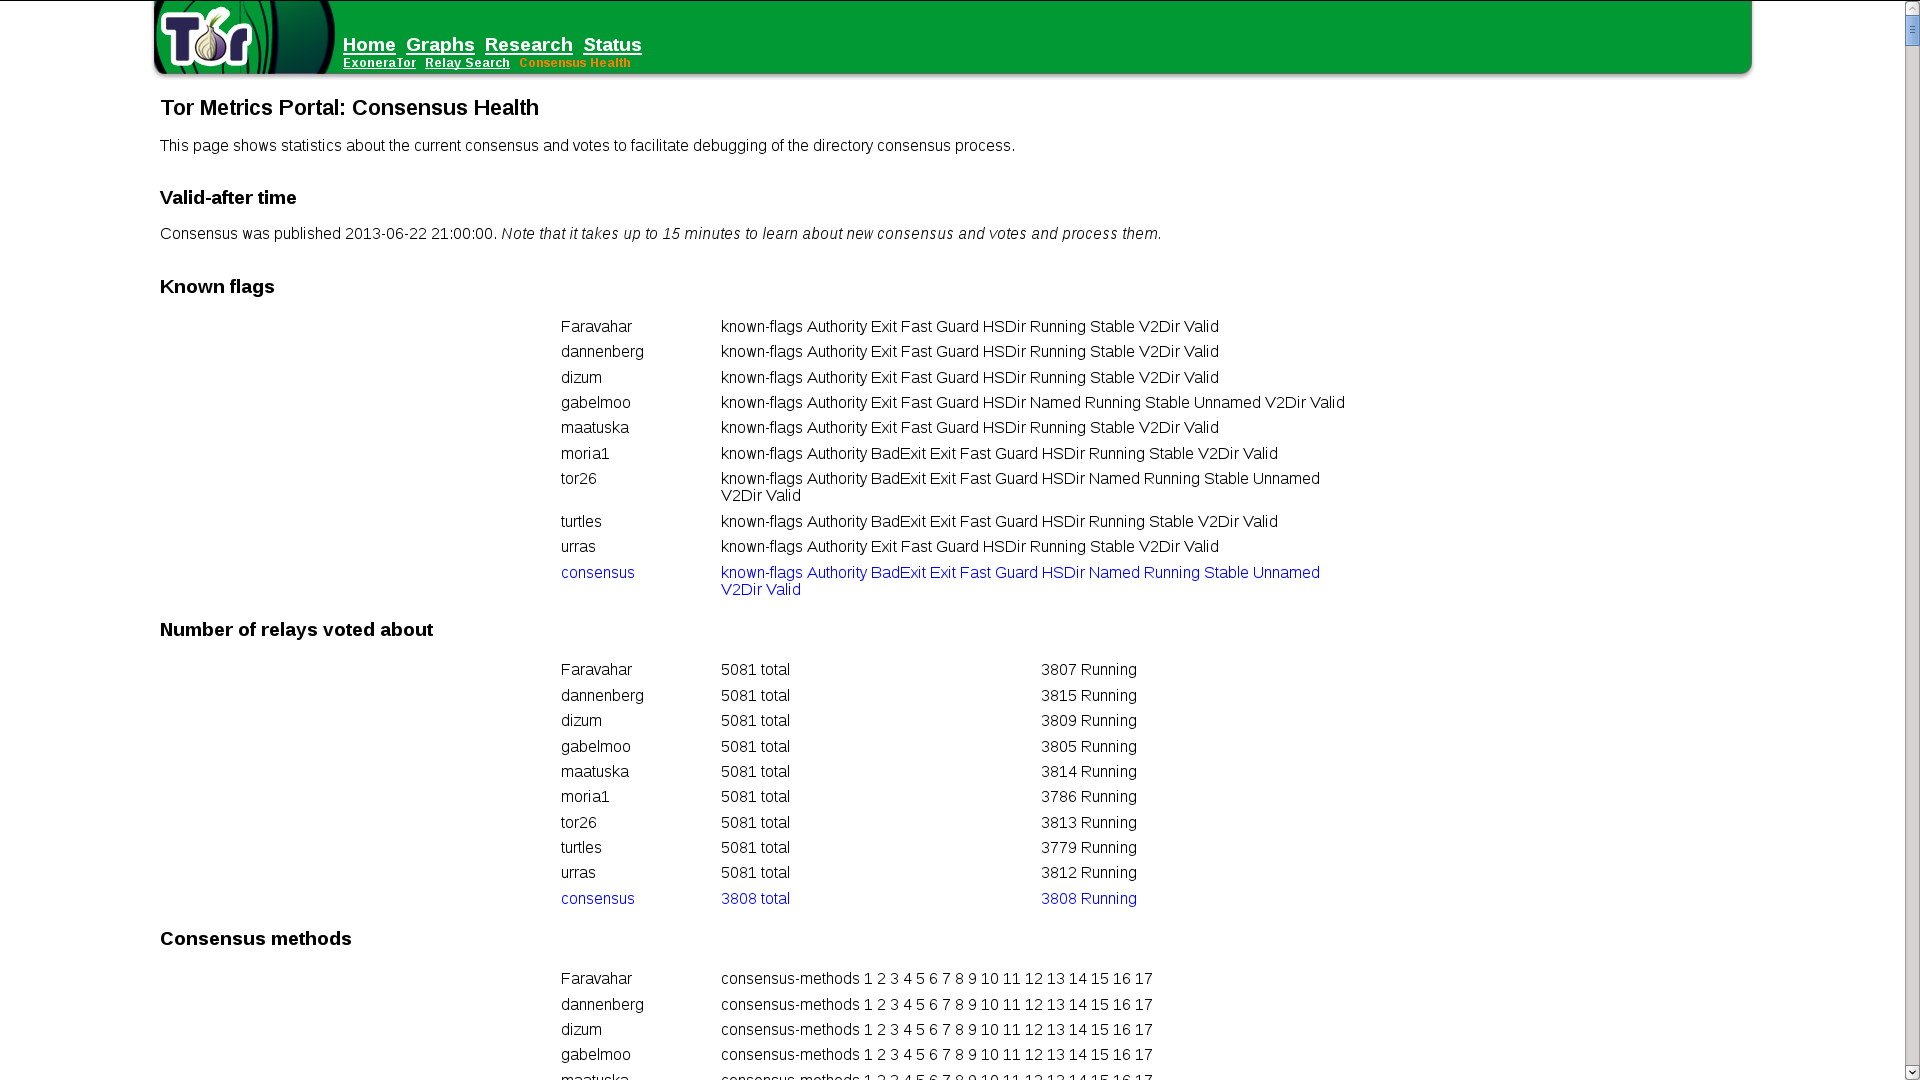 Tor
Home Graphs Research Status
ExoneraTor Relay Search Consensus Health
Tor Metrics Portal: Consensus Health
This page shows statistics about the current consensus and votes to facilitate debugging of the directory consensus process.
Valid-after time
Consensus was published 2013-06-22 21:00:00. Note that it takes up to 15 minutes to learn about new consensus and votes and process them.
Known flags
Faravahar known-flags Authority Exit Fast Guard HSDir Running Stable V2Dir Valid
dannenberg known-flags Authority Exit Fast Guard HSDir Running Stable V2Dir Valid
dizum known-flags Authority Exit Fast Guard HSDir Running Stable V2Dir Valid
gabelmoo known-flags Authority Exit Fast Guard HSDir Named Running Stable Unnamed V2Dir Valid
maatuska known-flags Authority Exit Fast Guard HSDir Running Stable V2Dir Valid
moria1 known-flags Authority BadExit Exit Fast Guard HSDir Running Stable V2Dir Valid
tor26 known-flags Authority BadExit Exit Fast Guard HSDir Named Running Stable Unnamed
V2Dir Valid
turtles known-flags Authority BadExit Exit Fast Guard HSDir Running Stable V2Dir Valid
urras known-flags Authority Exit Fast Guard HSDir Running Stable V2Dir Valid
consensus known-flags Authority BadExit Exit Fast Guard HSDir Named Running Stable Unnamed
V2Dir Valid
Number of relays voted about
Faravahar 5081 total 3807 Running
dannenberg 5081 total 3815 Running
dizum 5081 total 3809 Running
gabelmoo 5081 total 3805 Running
maatuska 5081 total 3814 Running
moria1 5081 total 3786 Running
tor26 5081 total 3813 Running
turtles 5081 total 3779 Running
urras 5081 total 3812 Running
consensus 3808 total 3808 Running
Consensus methods
Faravahar consensus-methods 1 2 3 4 5 6 7 8 9 10 11 12 13 14 15 16 17
dannenberg consensus-methods 1 2 3 4 5 6 7 8 9 10 11 12 13 14 15 16 17
dizum consensus-methods 1 2 3 4 5 6 7 8 9 10 11 12 13 14 15 16 17
gabelmoo consensus-methods 1 2 3 4 5 6 7 8 9 10 11 12 13 14 15 16 17
maatuska consensus-methods 1 2 3 4 5 6 7 8 9 10 11 12 13 14 15 16 17